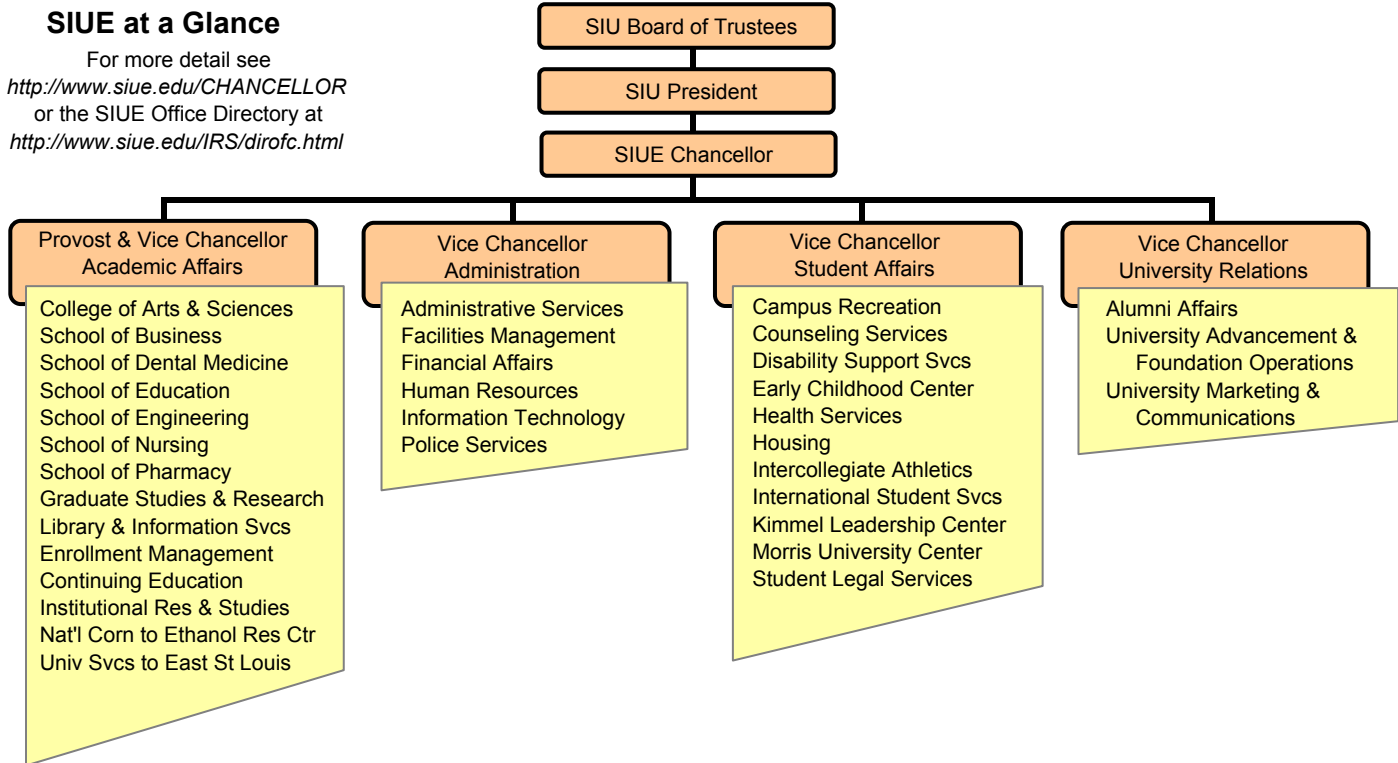 SIUE at a Glance
For more detail see
http://www.siue.edu/CHANCELLOR
or the SIUE Office Directory at
http://www.siue.edu/IRS/dirofc.html
SIU Board of Trustees
SIU President
SIUE Chancellor
Provost & Vice Chancellor
Academic Affairs
College of Arts & Sciences
School of Business
School of Dental Medicine
School of Education
School of Engineering
School of Nursing
School of Pharmacy
Graduate Studies & Research
Library & Information Svcs
Enrollment Management
Continuing Education
Institutional Res & Studies
Nat'l Corn to Ethanol Res Ctr
Univ Svcs to East St Louis
Vice Chancellor
Administration
Administrative Services
Facilities Management
Financial Affairs
Human Resources
Information Technology
Police Services
Vice Chancellor
Student Affairs
Campus Recreation
Counseling Services
Disability Support Svcs
Early Childhood Center
Health Services
Housing
Intercollegiate Athletics
International Student Svcs
Kimmel Leadership Center
Morris University Center
Student Legal Services
Vice Chancellor
University Relations
Alumni Affairs
University Advancement &
Foundation Operations
University Marketing &
Communications